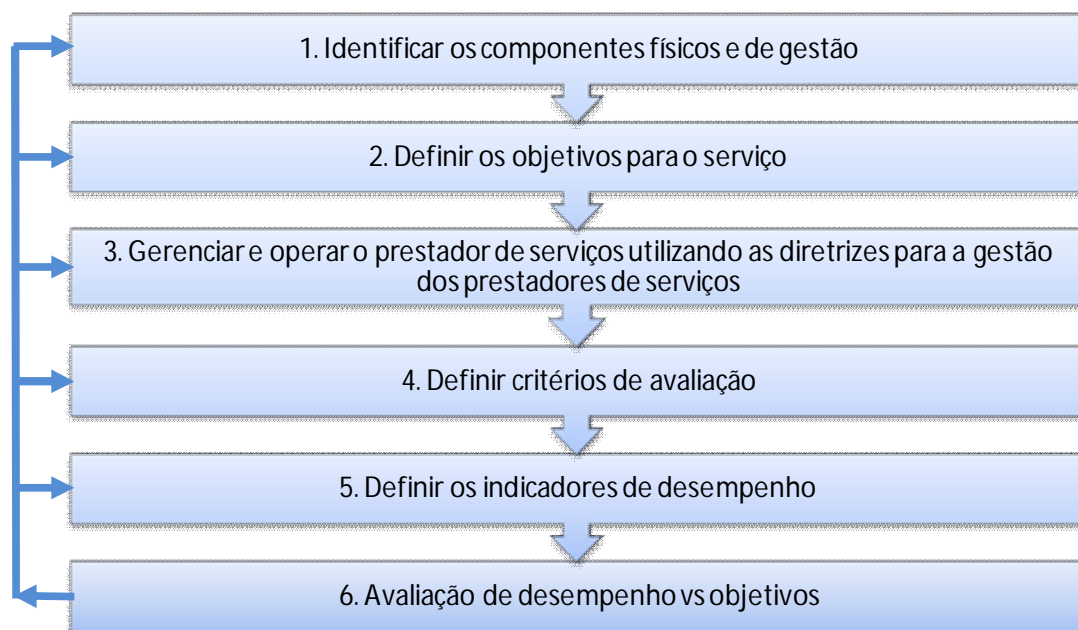 1. Identificar os componentes físicos e de gestão
2. Definir os objetivos para o serviço
3. Gerenciar e operar o prestador de serviços utilizando as diretrizes para a gestão
dos prestadores de serviços
4. Definir critérios de avaliação
5. Definir os indicadores de desempenho
6. Avaliação de desempenho vs objetivos